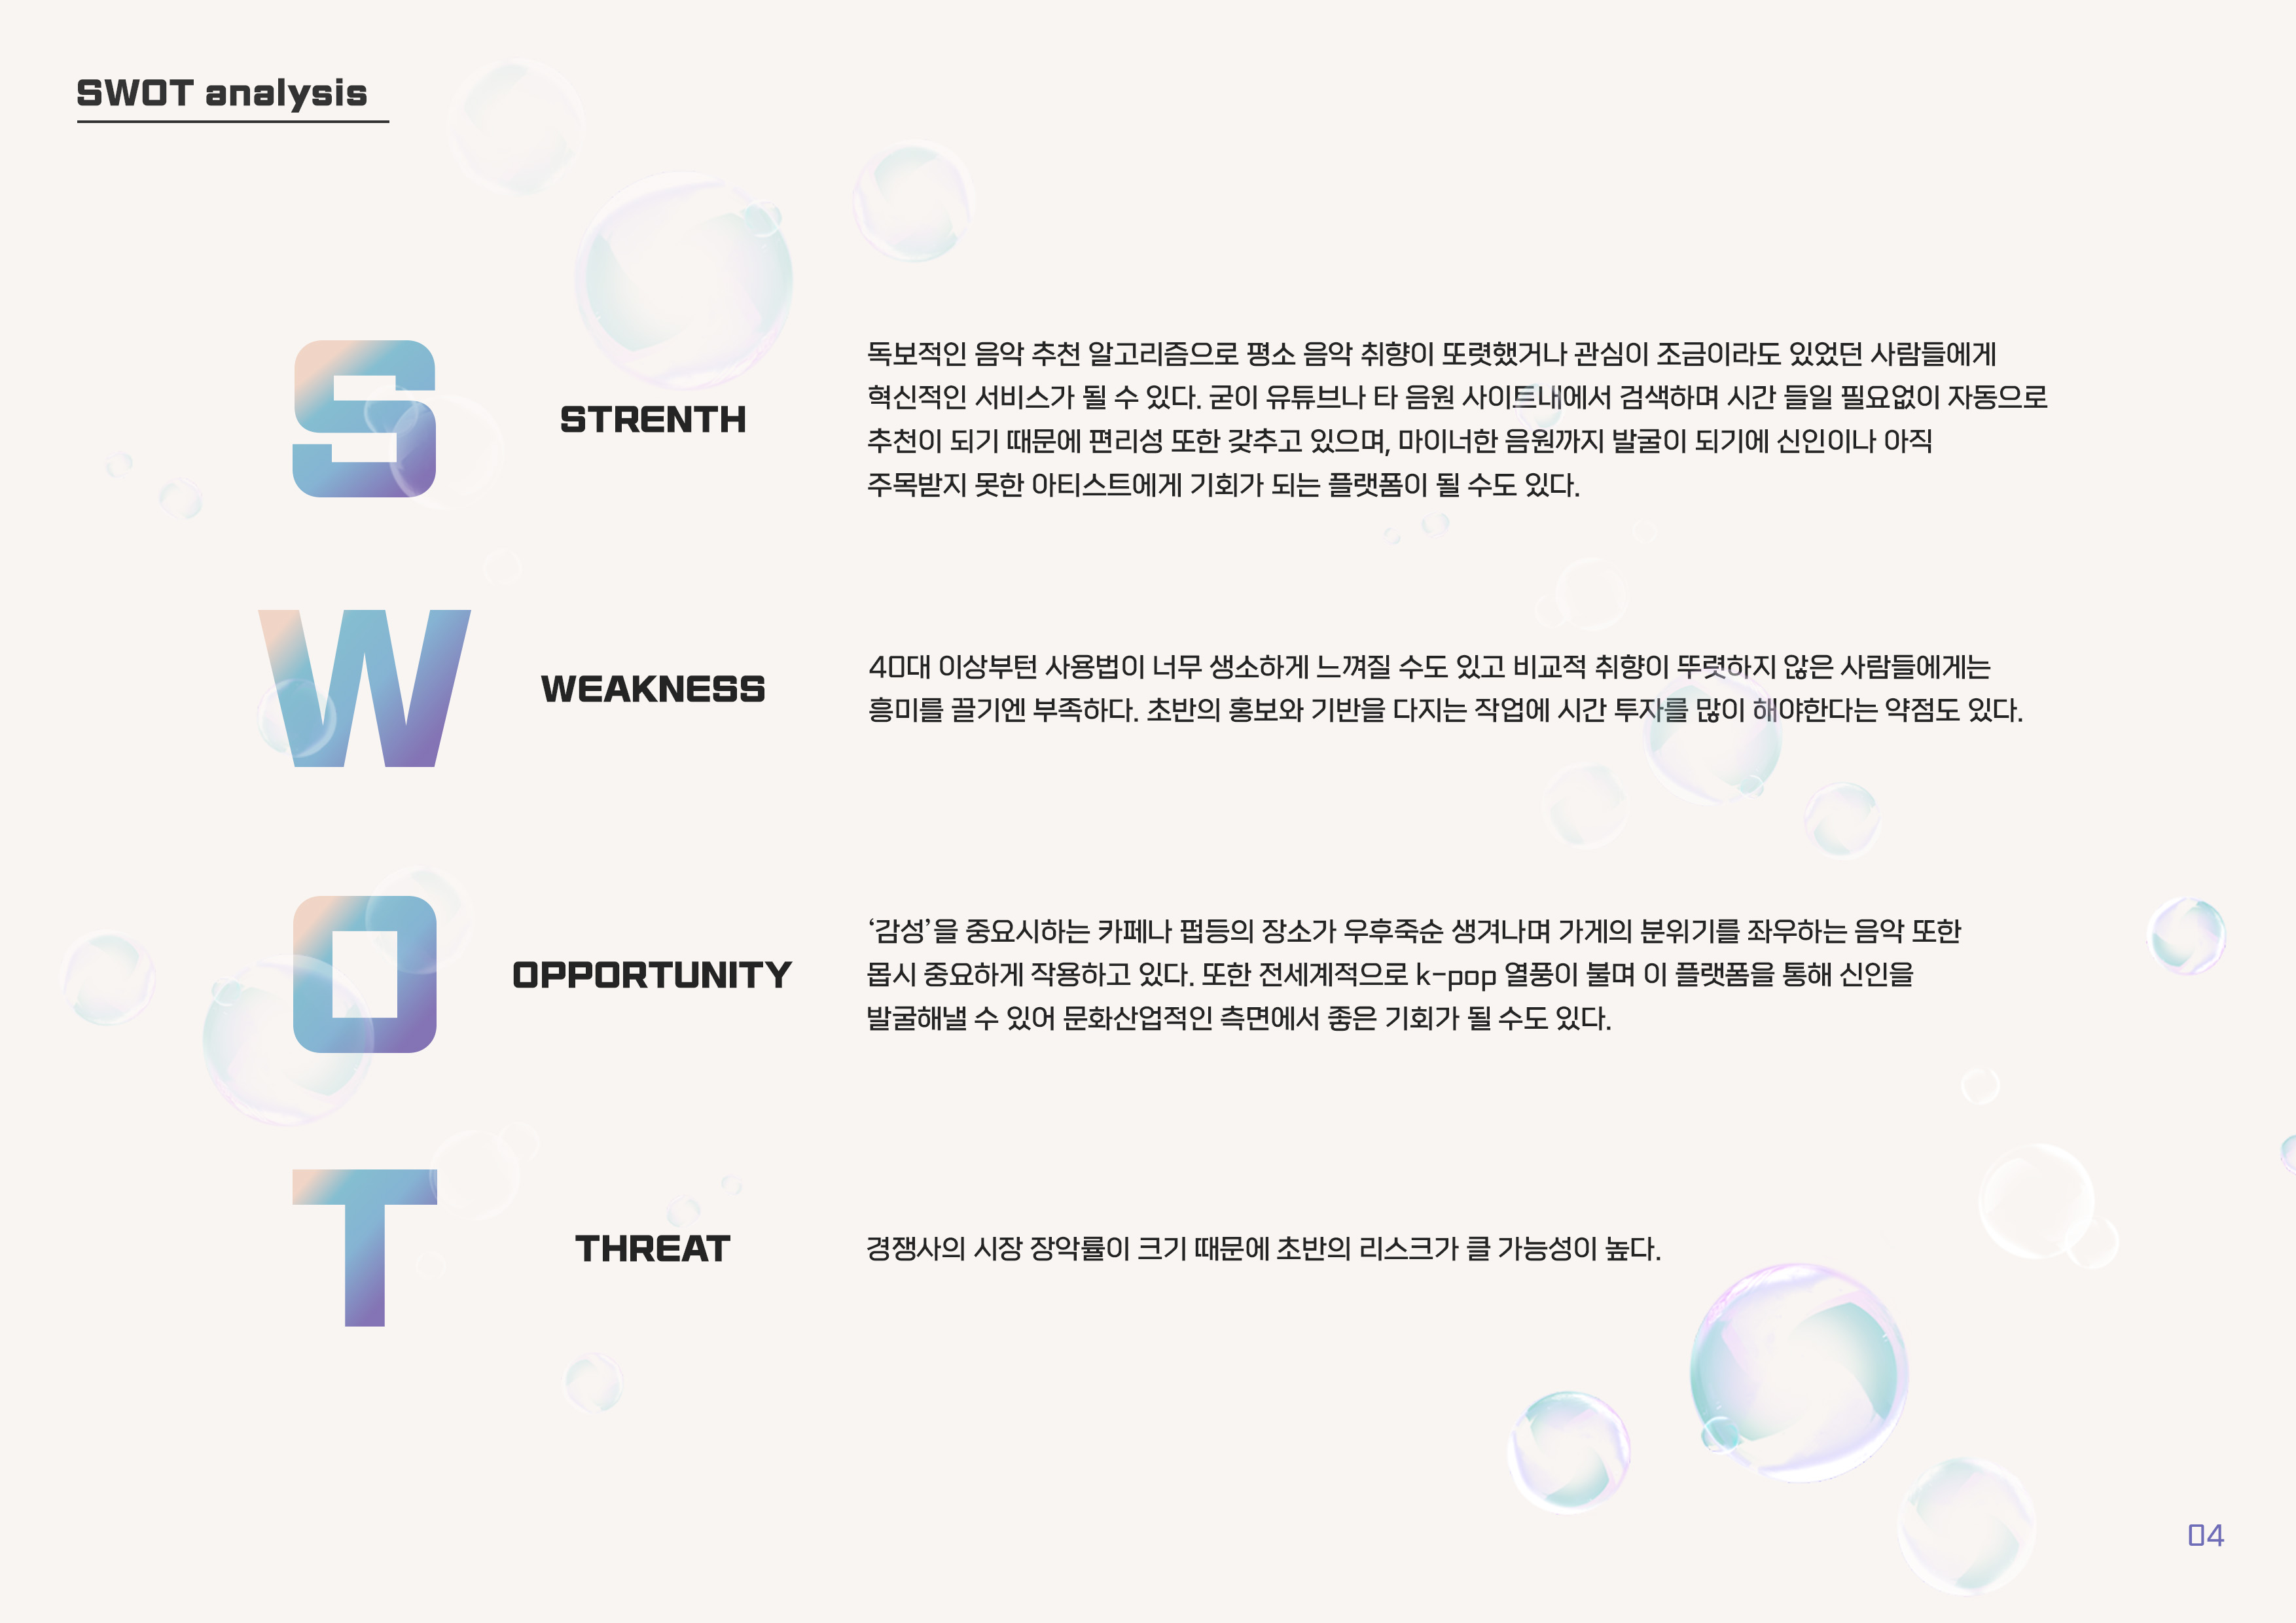 SWOT analysis
S
STRENTH
독보적인 음악 추천 알고리즘으로 평소 음악 취향이 또렷했거나 관심이 조금이라도 있었던 사람들에게
혁신적인 서비스가 될 수 있다. 굳이 유튜브나 타 음원 사이트내에서 검색하며 시간 들일 필요없이 자동으로
추천이 되기 때문에 편리성 또한 갖추고 있으며, 마이너한 음원까지 발굴이 되기에 신인이나 아직
주목받지 못한 아티스트에게 기회가 되는 플랫폼이 될 수도 있다.
W
WEAKNESS
40대 이상부턴 사용법이 너무 생소하게 느껴질 수도 있고 비교적 취향이 뚜렷하지 않은 사람들에게는
흥미를 끌기엔 부족하다. 초반의 홍보와 기반을 다지는 작업에 시간 투자를 많이 해야한다는 약점도 있다.
O
OPPORTUNITY
‘감성’을 중요시하는 카페나 펍등의 장소가 우후죽순 생겨나며 가게의 분위기를 좌우하는 음악 또한
몹시 중요하게 작용하고 있다. 또한 전세계적으로 k-pop 열풍이 불며 이 플랫폼을 통해 신인을
발굴해낼 수 있어 문화산업적인 측면에서 좋은 기회가 될 수도 있다.
T
THREAT
경쟁사의 시장 장악률이 크기 때문에 초반의 리스크가 클 가능성이 높다.
04